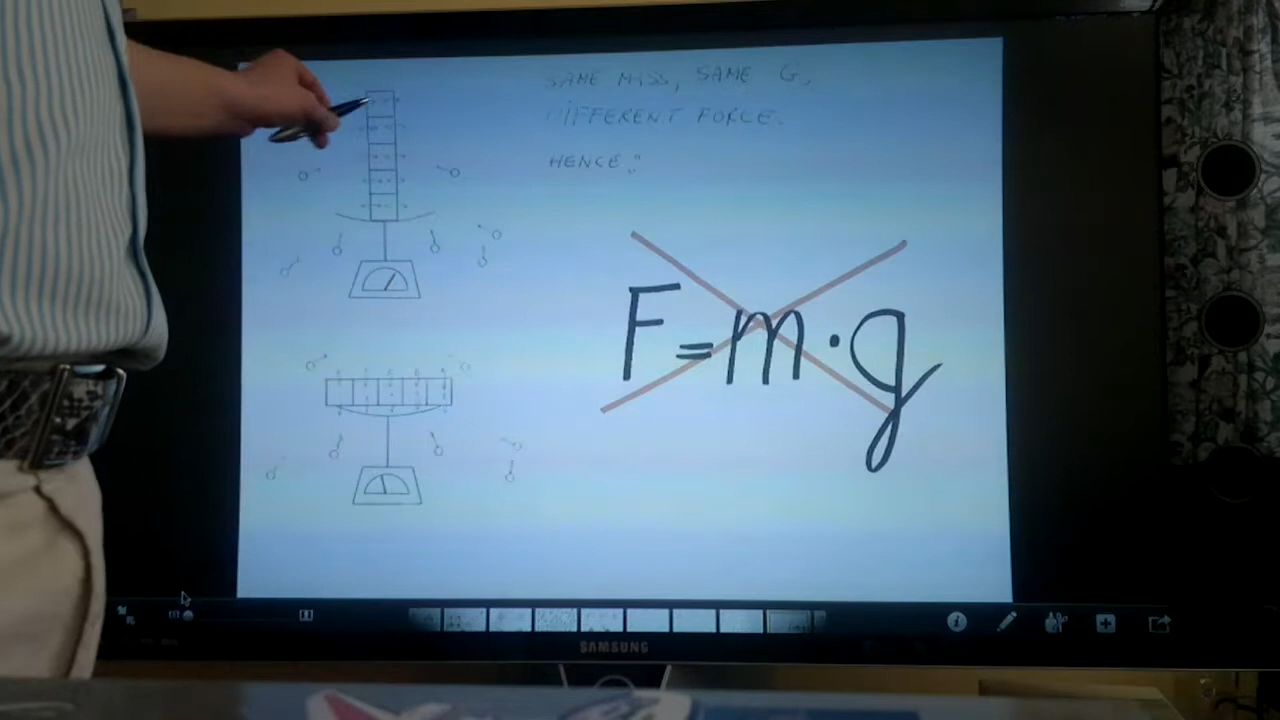 SAME MASS, SAME G,
DIFFERENT FORCE.
HENCE:
F=m·g
SAMSUNG